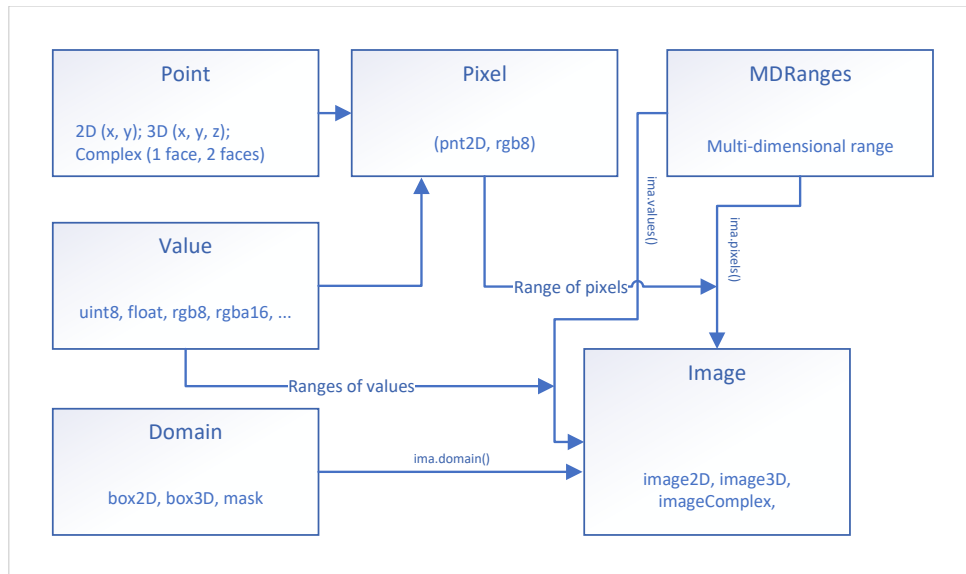 Point
2D (x, y); 3D (x, y, z);
Complex (1 face, 2 faces)
Pixel
(pnt2D, rgb8)
MDRanges
Multi-dimensional range
ima.values()
ima.pixels()
Value
uint8, float, rgb8, rgba16, ...
Range of pixels
Ranges of values
Domain
box2D, box3D, mask
ima.domain()
Image
image2D, image3D,
imageComplex,